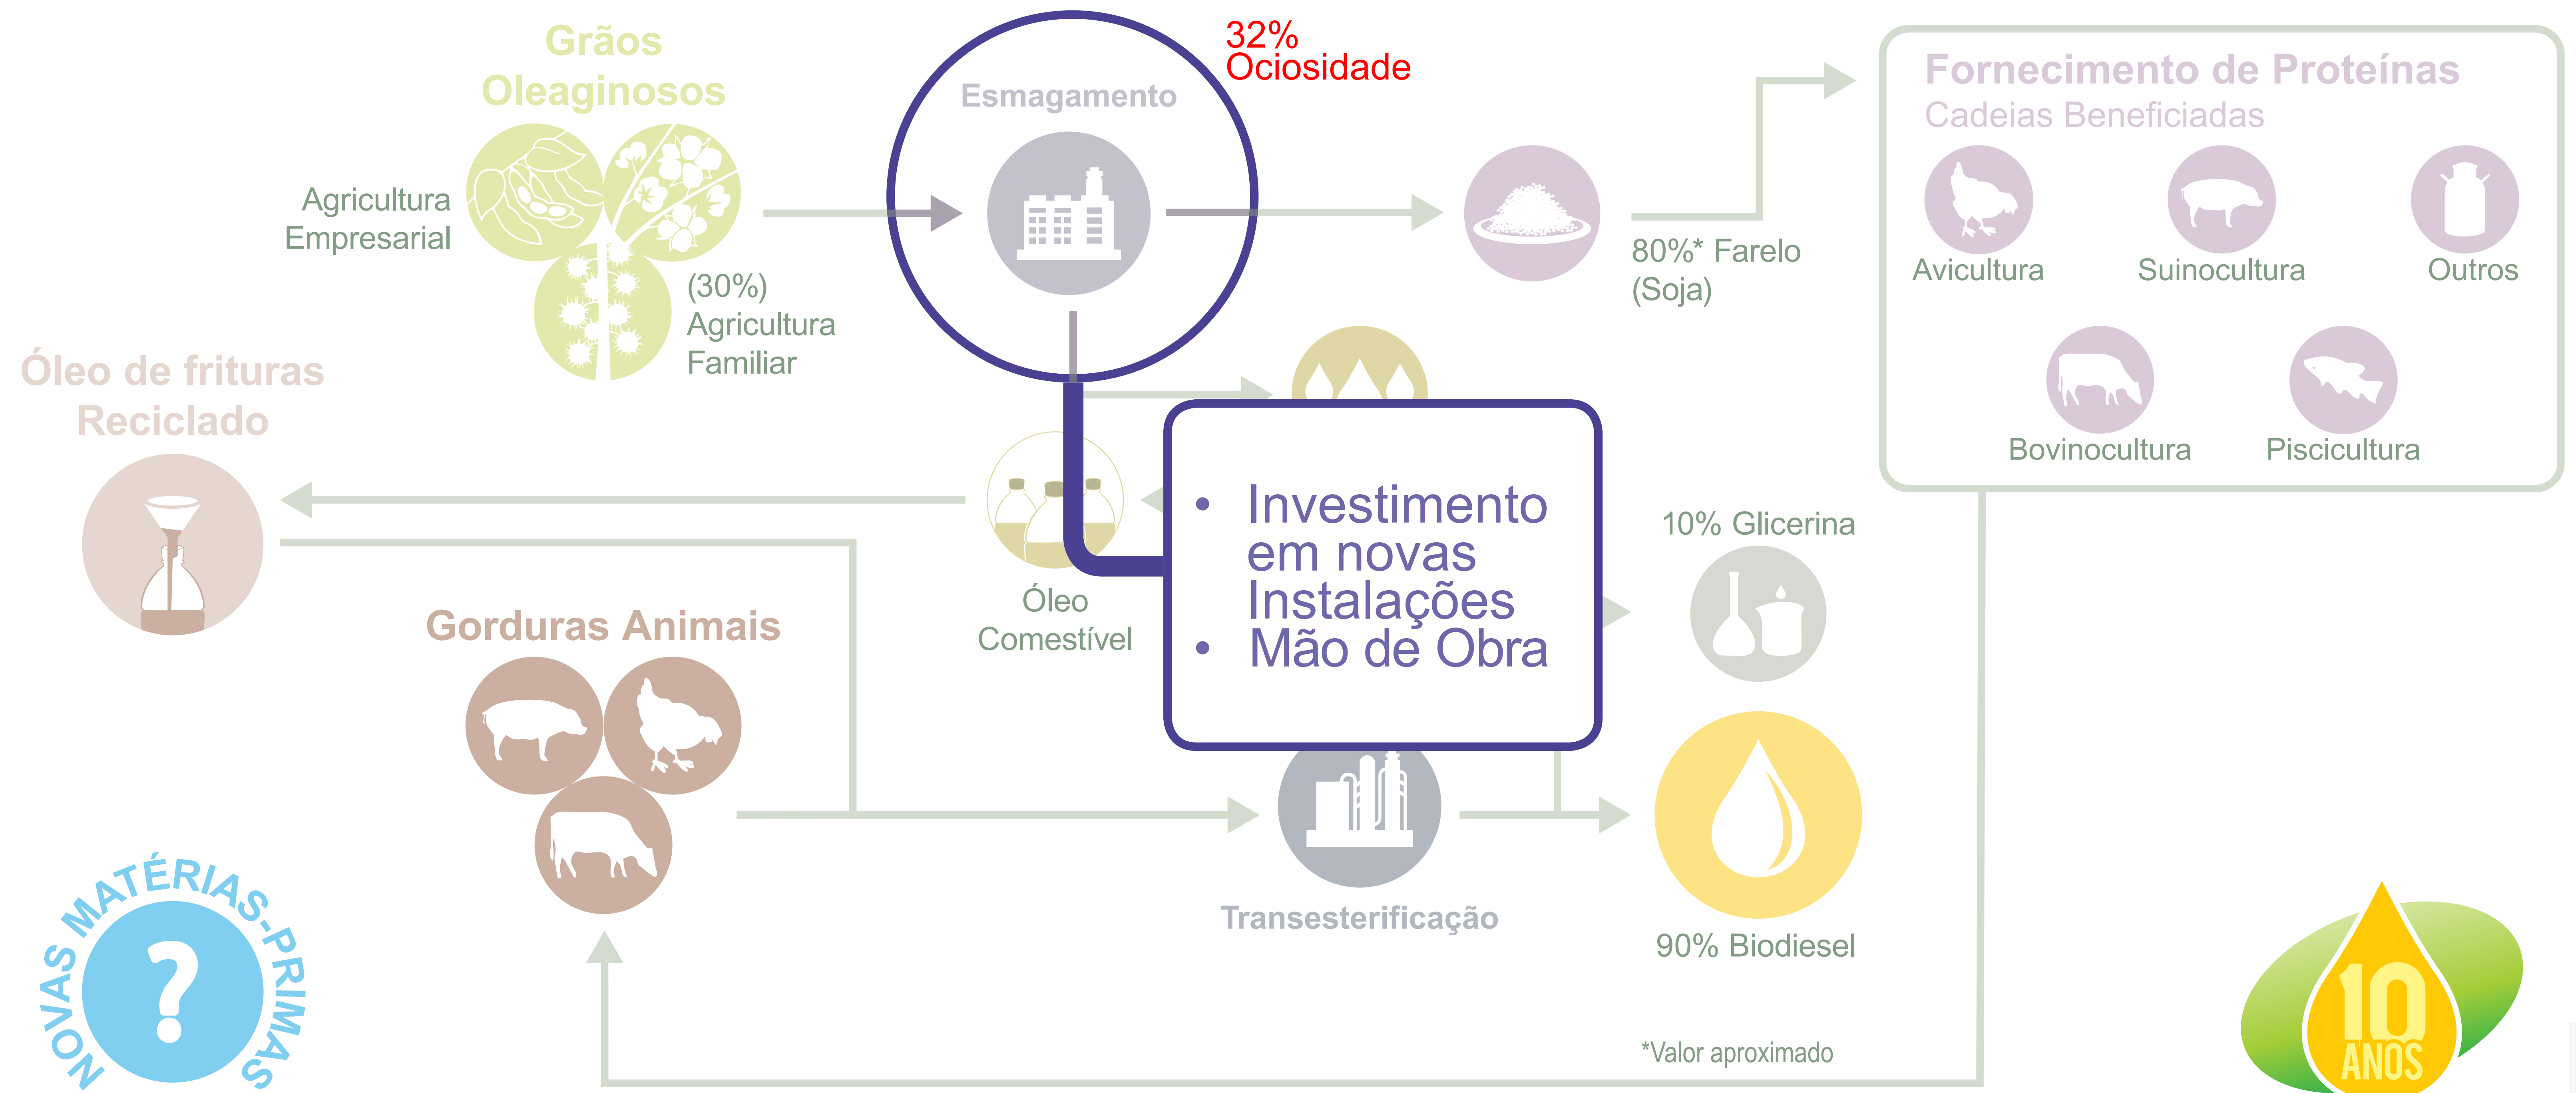 Grãos
Oleaginosos
Agricultura
Empresarial
(30%)
Agricultura
Familiar
Esmagamento
32%
Ociosidade
80%* Farelo
(Soja)
Fornecimento de Proteínas
Cadeias Beneficiadas
Avicultura
Suinocultura
Outros
Bovinocultura
Piscicultura
Óleo de frituras
Reciclado
Óleo
Comestível
• Investimento
em novas
Instalações
• Mão de Obra
10% Glicerina
Gorduras Animais
Transesterificação
90% Biodiesel
NOVAS MATÉRIAS-PRIMAS
?
*Valor aproximado
10
ANOS